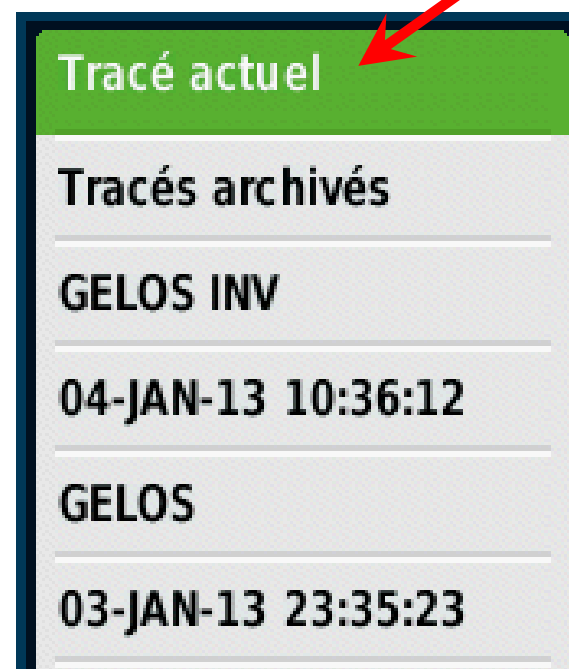 Tracé actuel
Tracés archivés
GELOS INV
04-JAN-13 10:36:12
GELOS
03-JAN-13 23:35:23